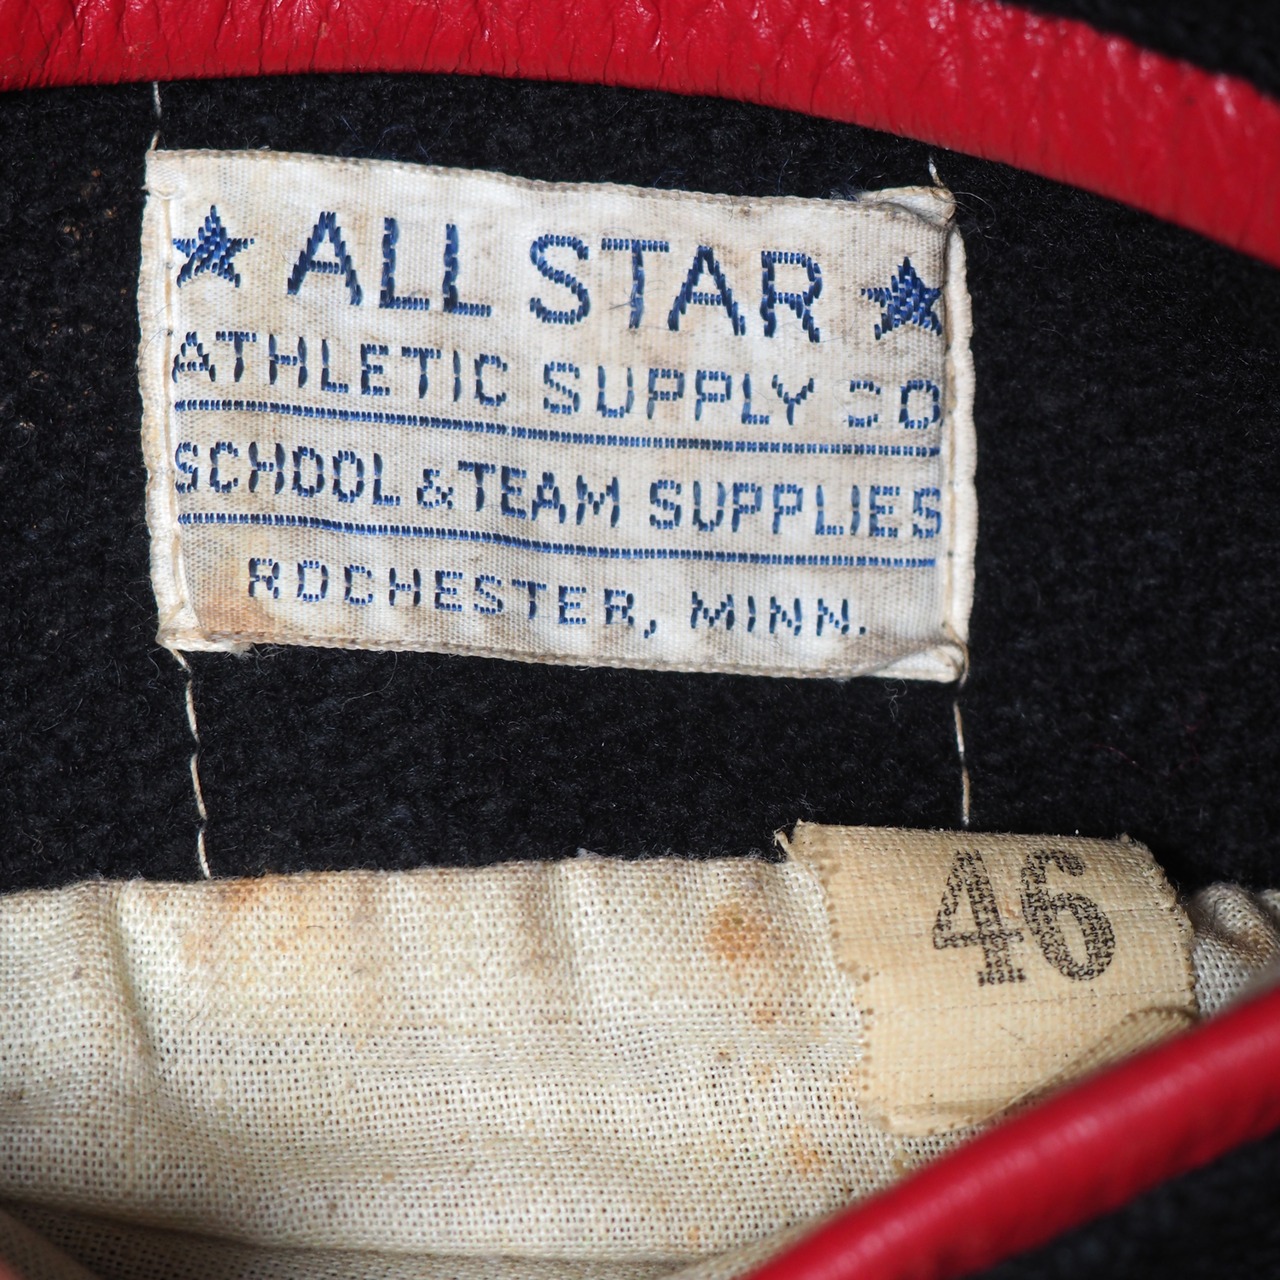 ★ ALL STAR ★
ATHLETIC SUPPLY CO
SCHOOL & TEAM SUPPLIES
ROCHESTER, MINN.
46